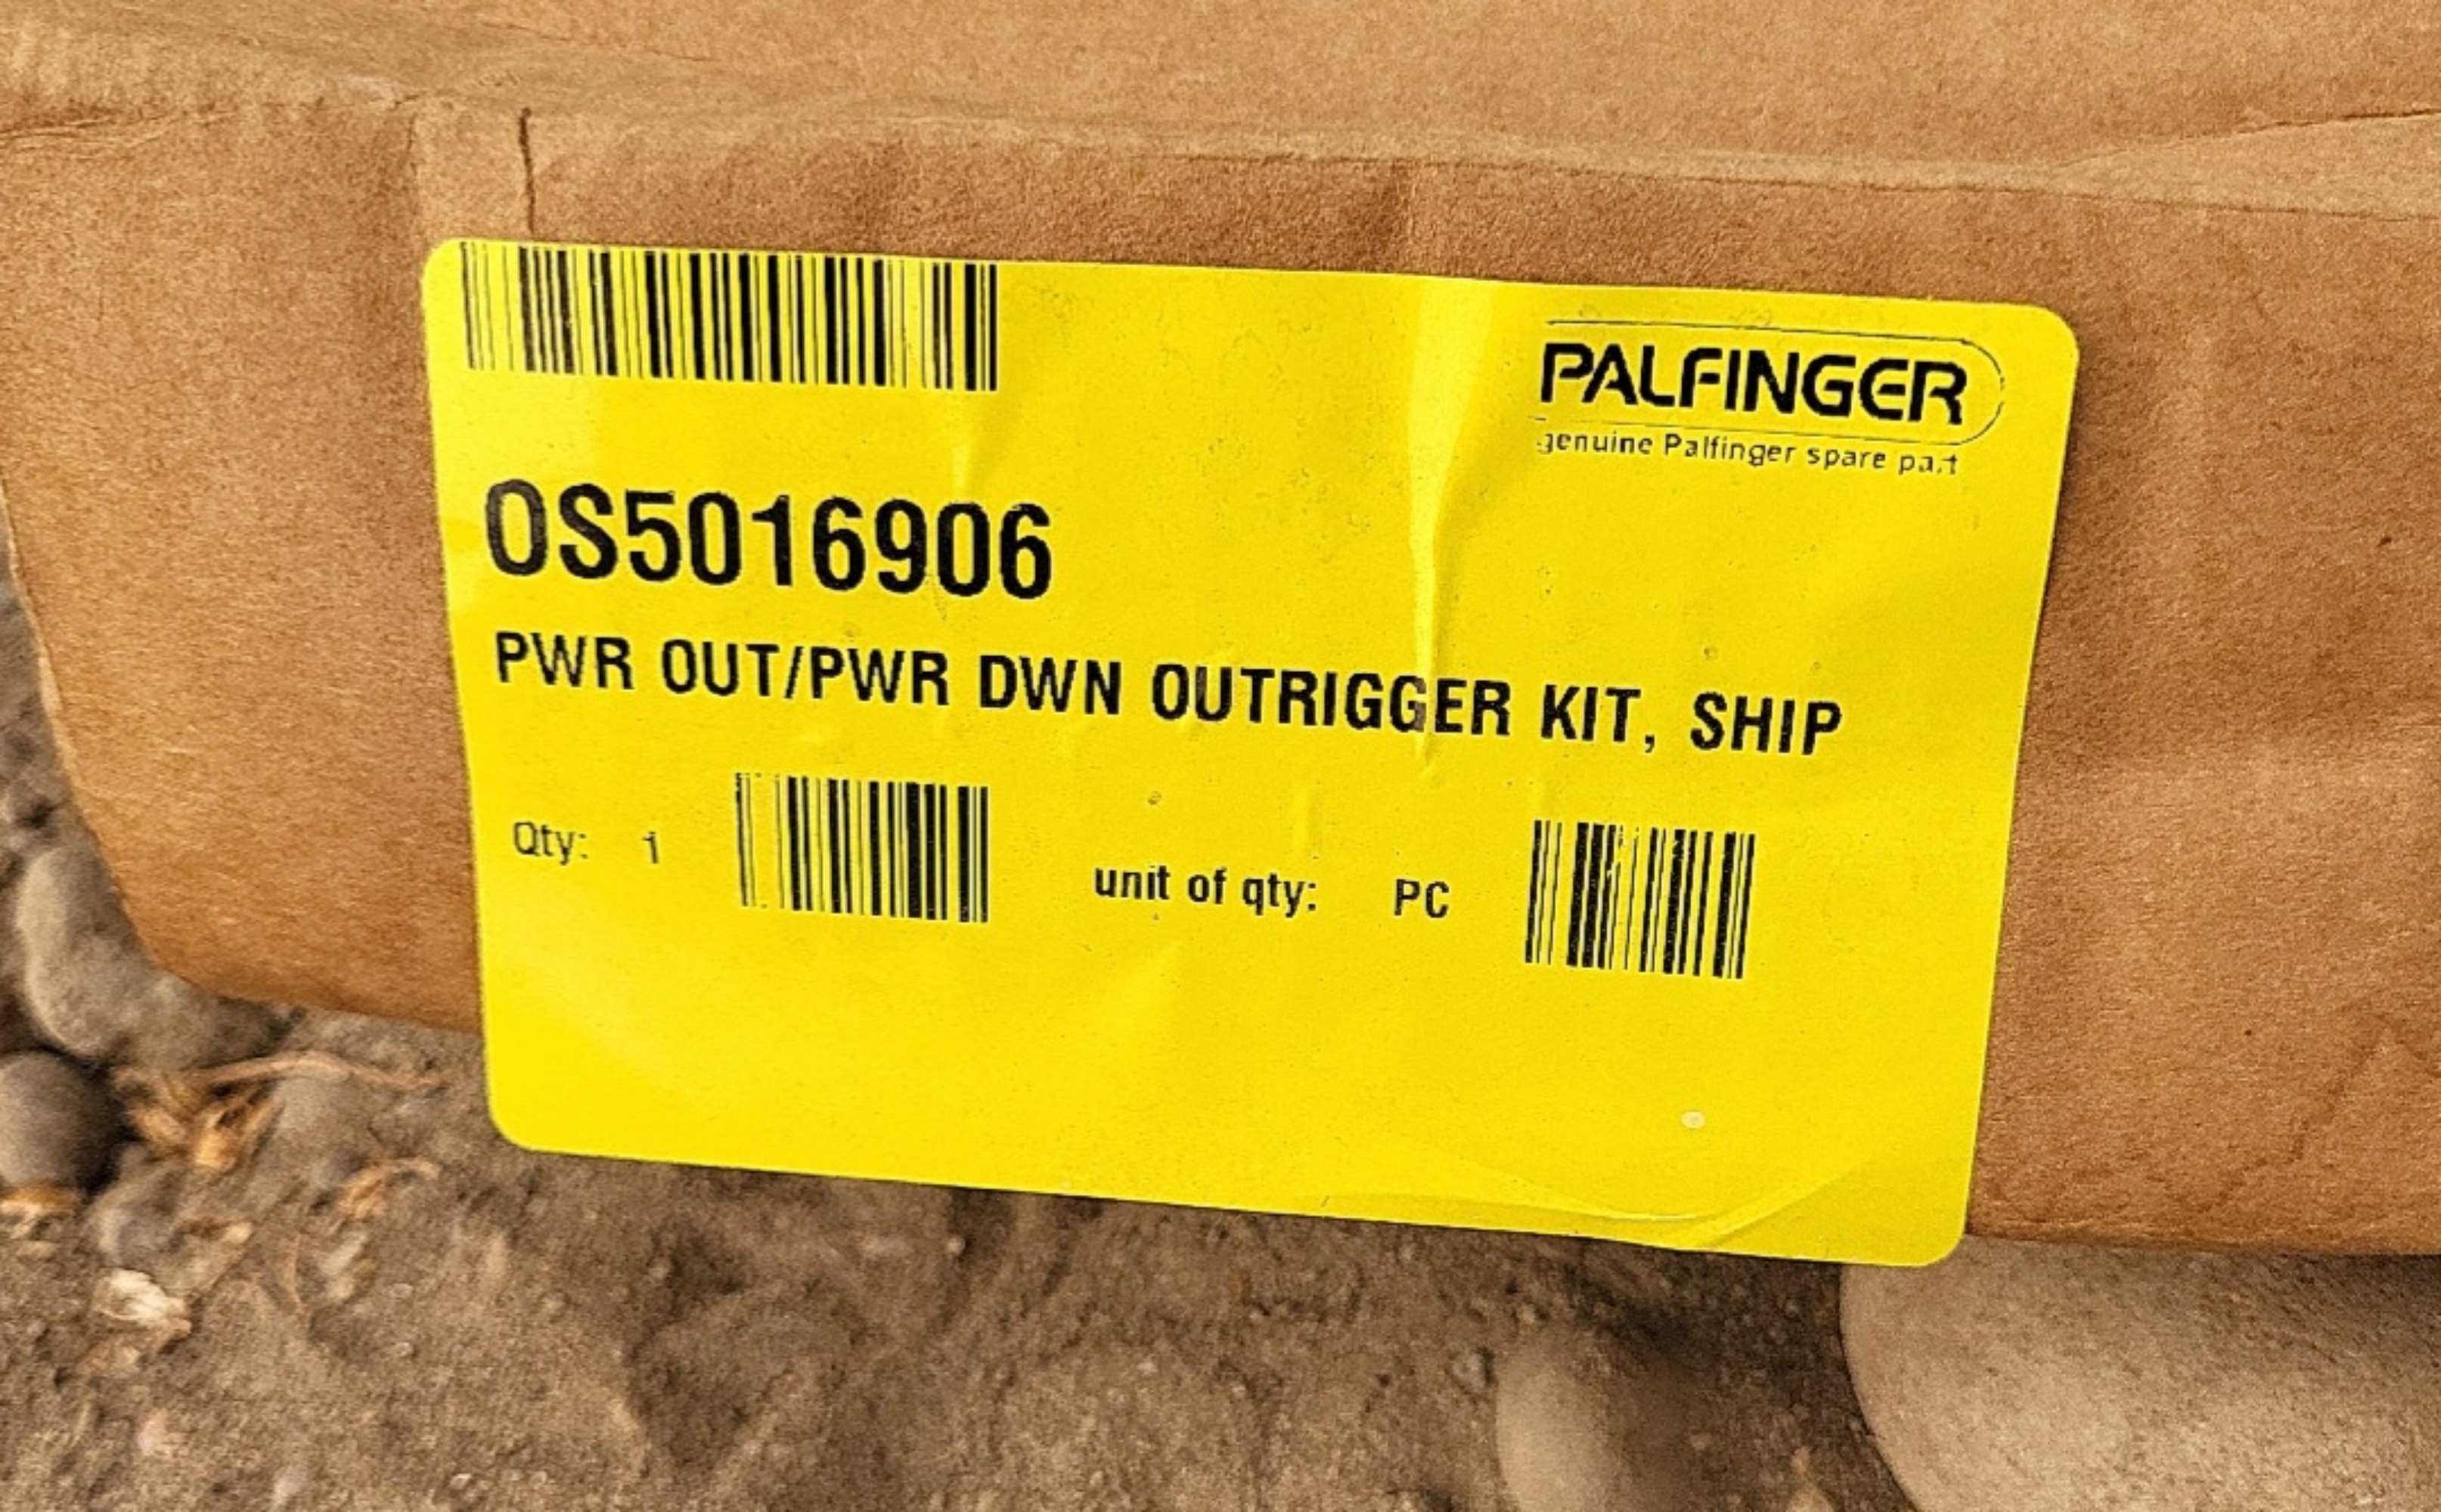 PALFINGER
genuine Palfinger spare part
OS5016906
PWR OUT/PWR DWN OUTRIGGER KIT, SHIP
Qty: 1 unit of qty: PC